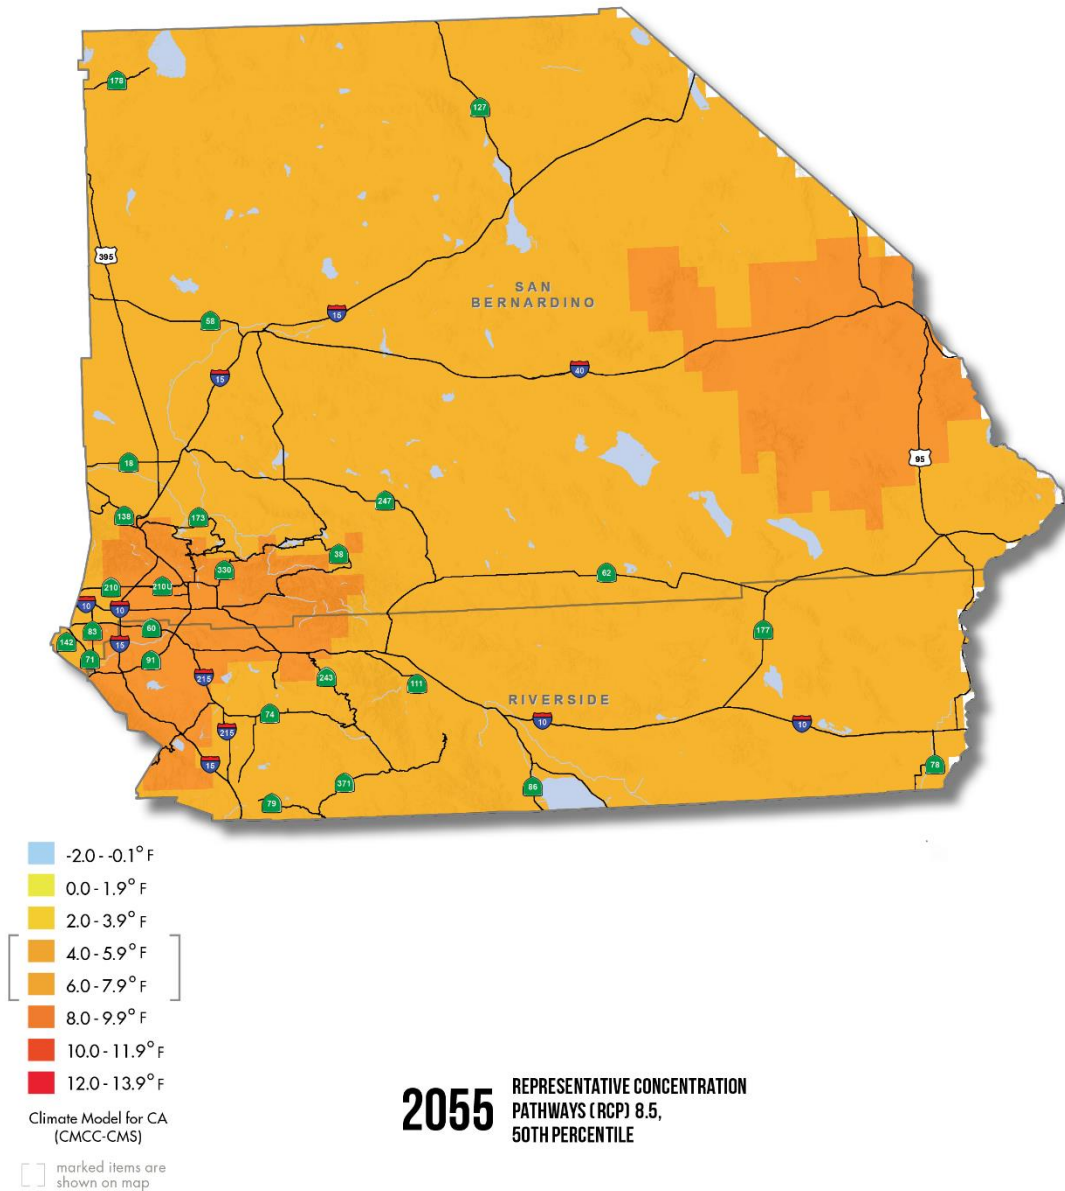 178
127
395
SAN
BERNARDINO
58
15
15
40
95
18
247
138
173
38
330
62
210
210U
10
10
83
60
177
142
15
71
91
215
243
111
RIVERSIDE
74
10
10
215
15
78
371
86
79
-2.0 - -0.1° F
0.0 - 1.9° F
2.0 - 3.9° F
4.0 - 5.9° F
6.0 - 7.9° F
8.0 - 9.9° F
10.0 - 11.9° F
12.0 - 13.9° F
Climate Model for CA
(CMCC-CMS)
marked items are
shown on map
2055
REPRESENTATIVE CONCENTRATION
PATHWAYS (RCP) 8.5,
50TH PERCENTILE